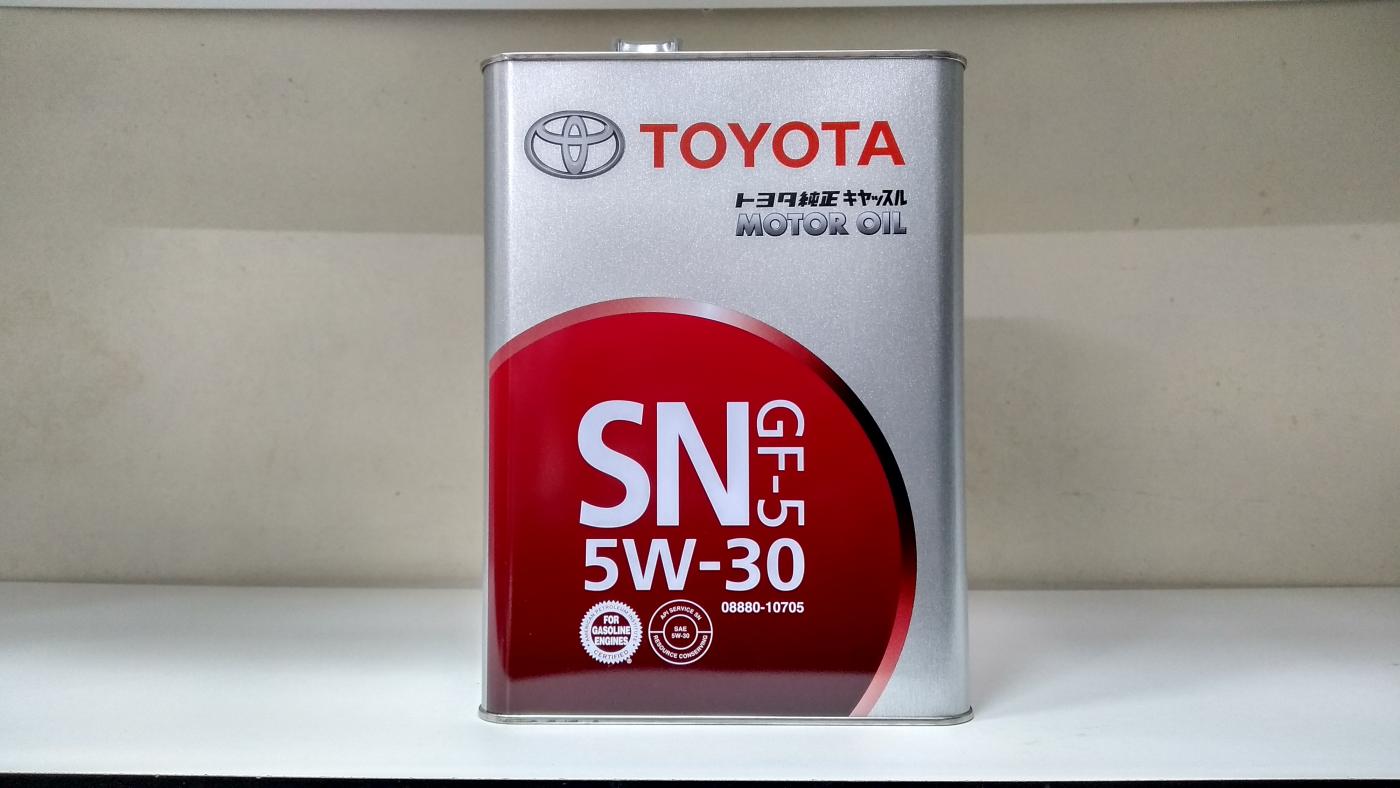 TOYOTA
トヨタ純正 キヤッスル
MOTOR OIL
SN
GF-5
5W-30
08880-10705
FOR
GASOLINE
ENGINES
CERTIFIED
API SERVICE SN
SAE
5W-30
RESOURCE CONSERVING